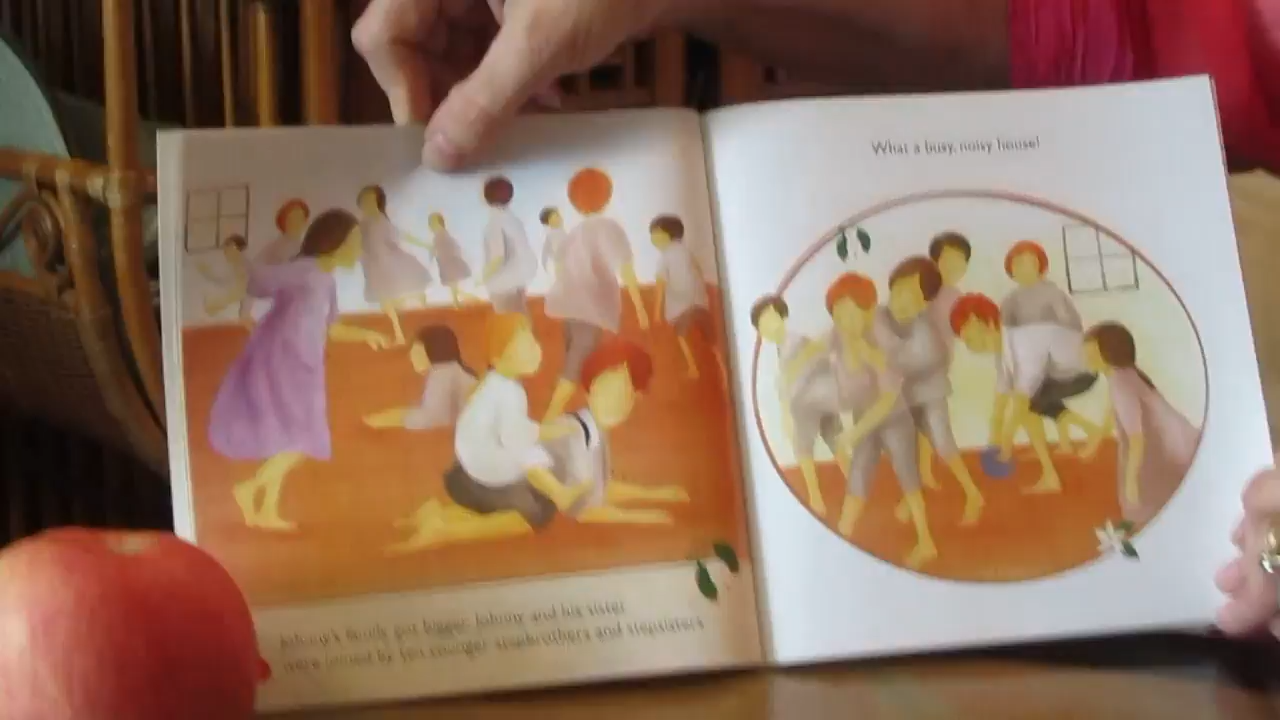 Johnny's family got bigger. Johnny and his sister
were joined by ten younger stepbrothers and stepsisters
What a busy, noisy house!